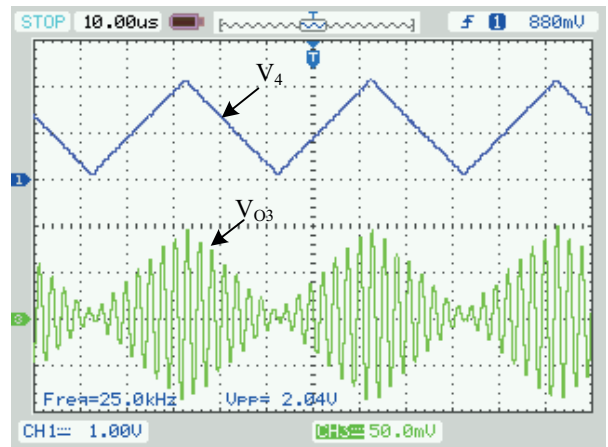 STOP 10.00us T ƒ 1 880mV
T
V4
1
VO3
3
Freq=25.0kHz VPP= 2.04V
CH1 1.00V CH3 50.0mV